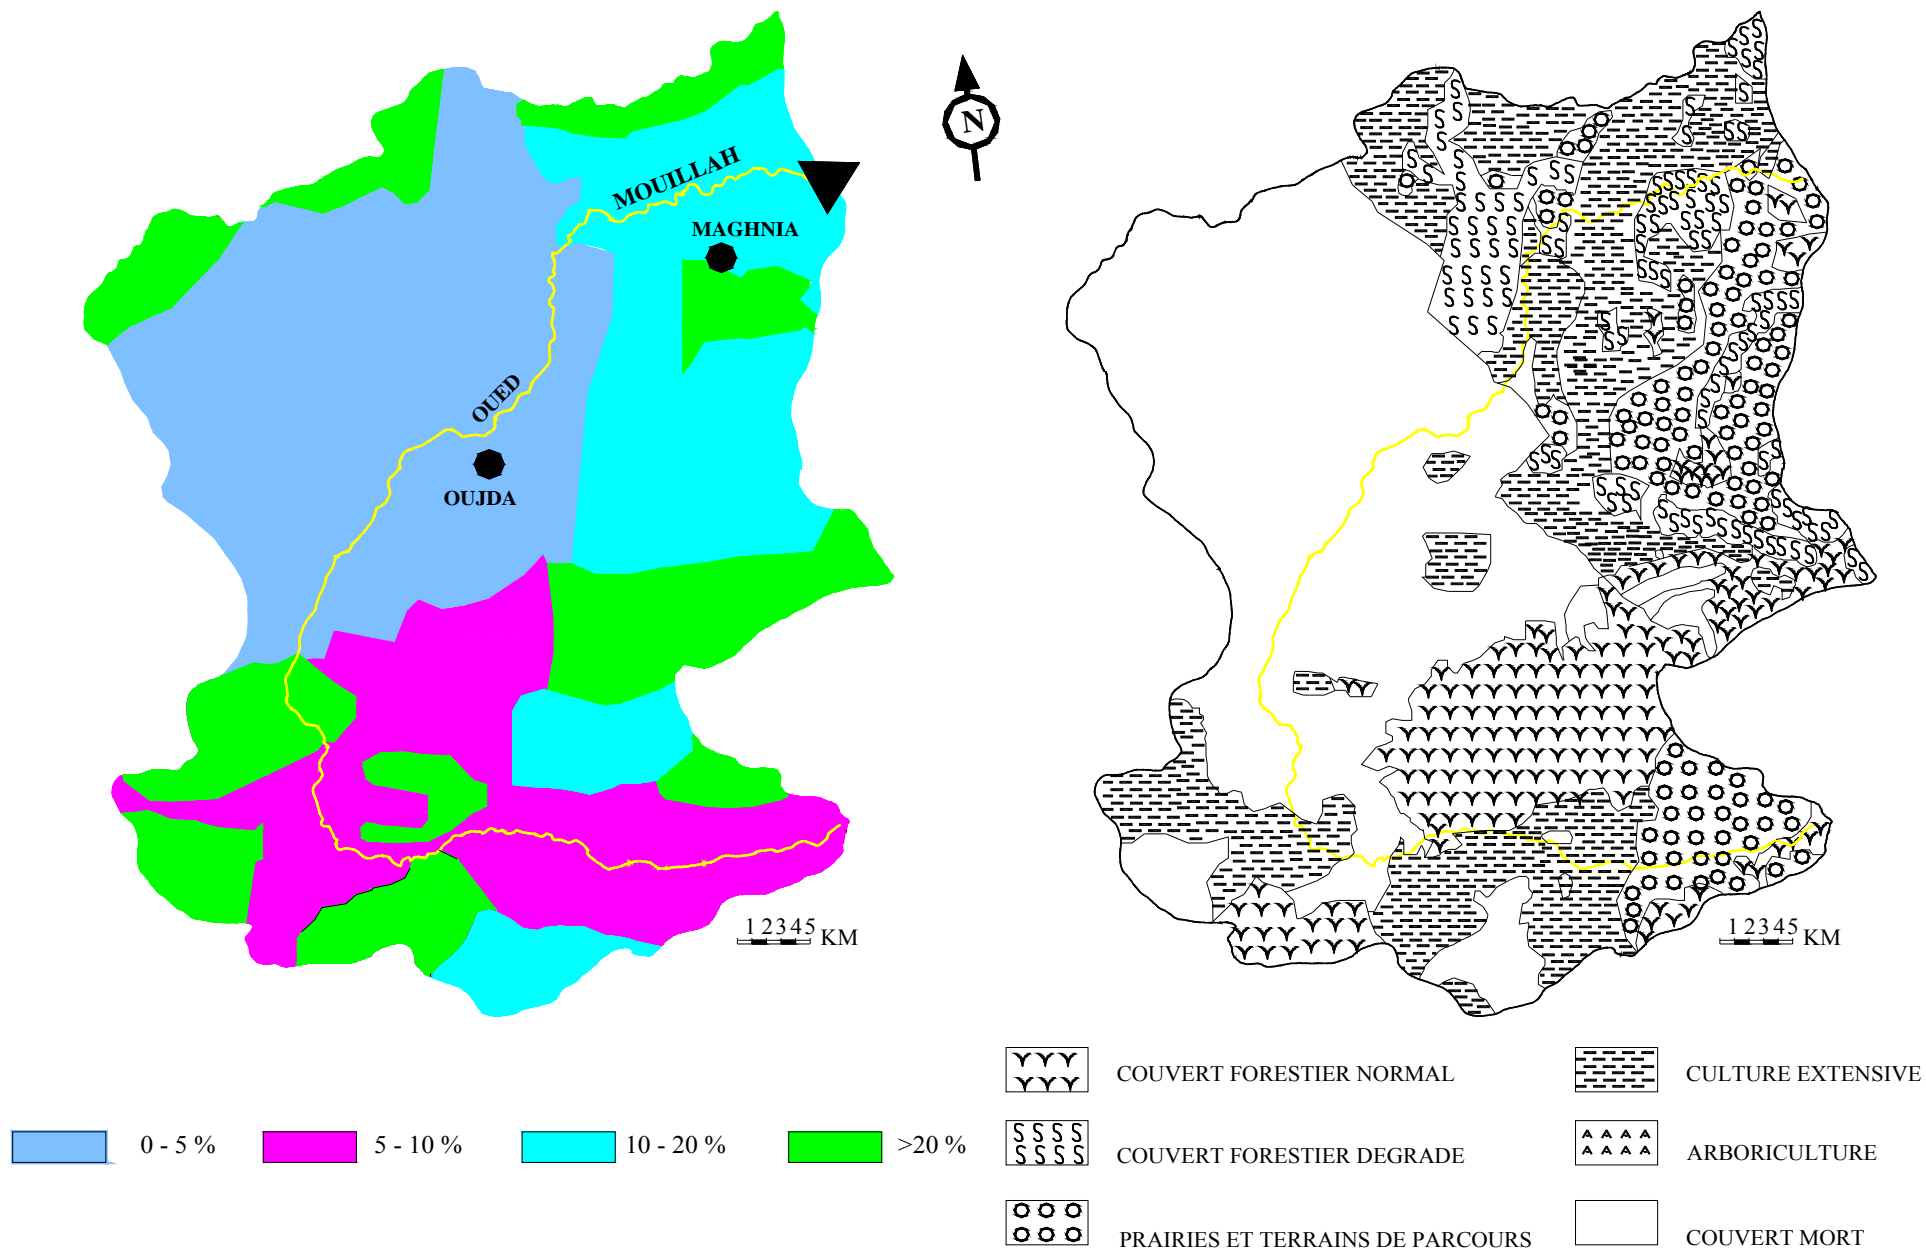 N
MOUILLAH
MAGHNIA
OUED
OUJDA
1 2 3 4 5 KM
1 2 3 4 5 KM
0 - 5 %
5 - 10 %
10 - 20 %
>20 %
COUVERT FORESTIER NORMAL
CULTURE EXTENSIVE
COUVERT FORESTIER DEGRADE
ARBORICULTURE
PRAIRIES ET TERRAINS DE PARCOURS
COUVERT MORT